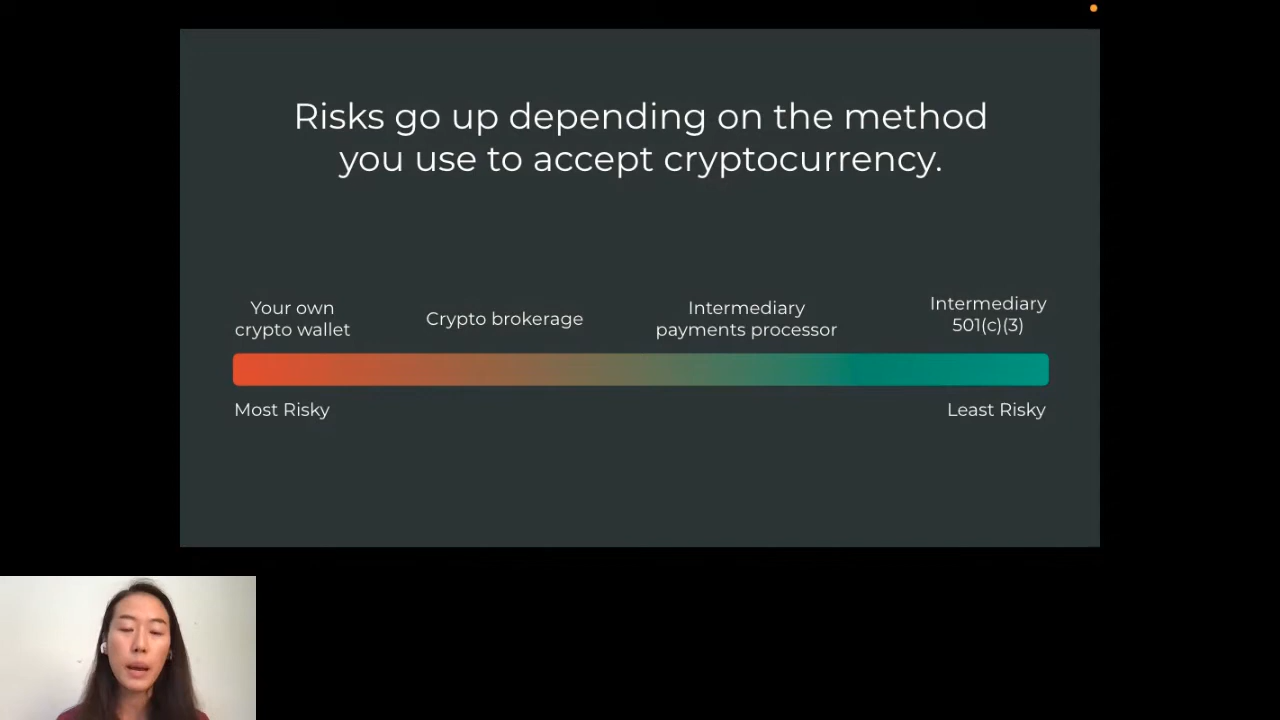 Risks go up depending on the method
you use to accept cryptocurrency.
Your own
crypto wallet
Crypto brokerage
Intermediary
payments processor
Intermediary
501(c)(3)
Most Risky
Least Risky